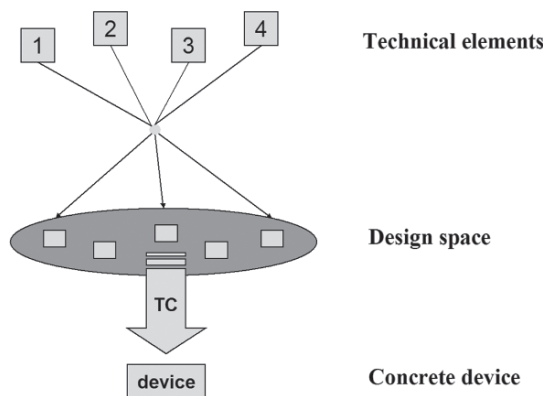 1
2
3
4
Technical elements
Design space
TC
device
Concrete device